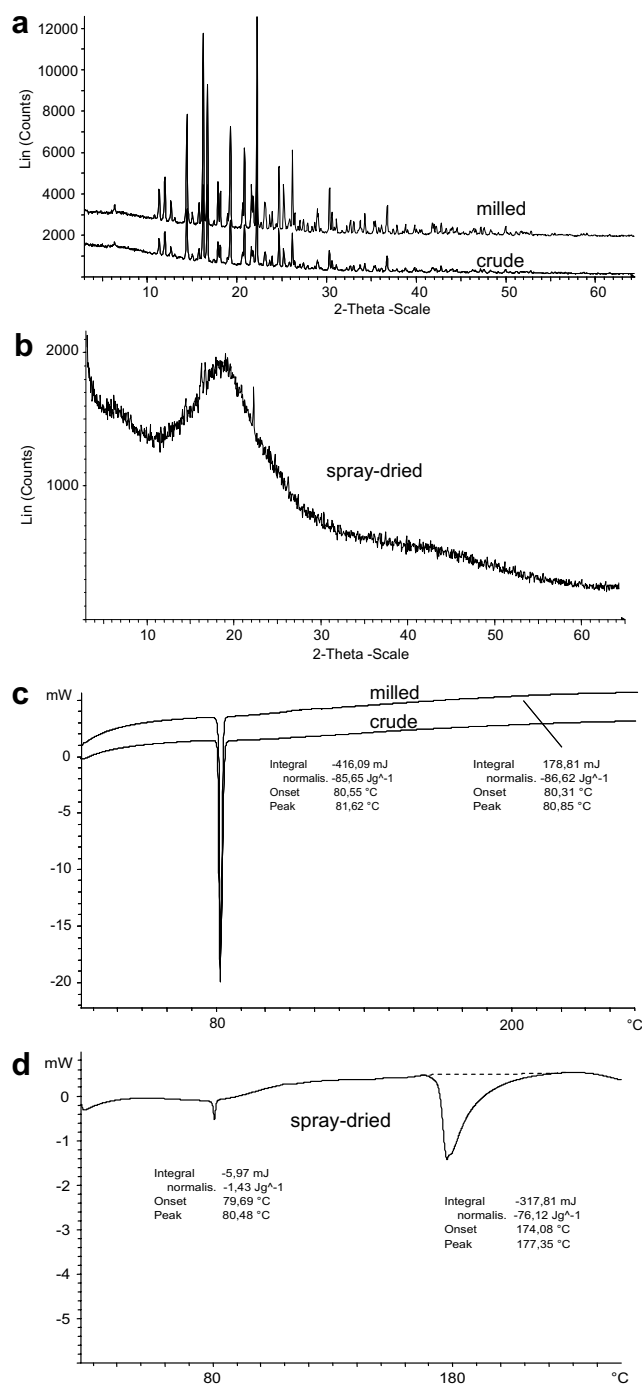 a
12000
10000
8000
6000
4000
2000
Lin (Counts)
milled
crude
10 20 30 40 50 60
2-Theta -Scale
b
2000
1000
Lin (Counts)
spray-dried
10 20 30 40 50 60
2-Theta -Scale
c
mW
0
-5
-10
-15
-20
milled
crude
Integral -416,09 mJ
normalis. -85,65 Jg^-1
Onset 80,55 °C
Peak 81,62 °C
Integral 178,81 mJ
normalis. -86,62 Jg^-1
Onset 80,31 °C
Peak 80,85 °C
80 200 °C
d
mW
0
-1
-2
-3
-4
-5
spray-dried
Integral -5,97 mJ
normalis. -1,43 Jg^-1
Onset 79,69 °C
Peak 80,48 °C
Integral -317,81 mJ
normalis. -76,12 Jg^-1
Onset 174,08 °C
Peak 177,35 °C
80 180 °C